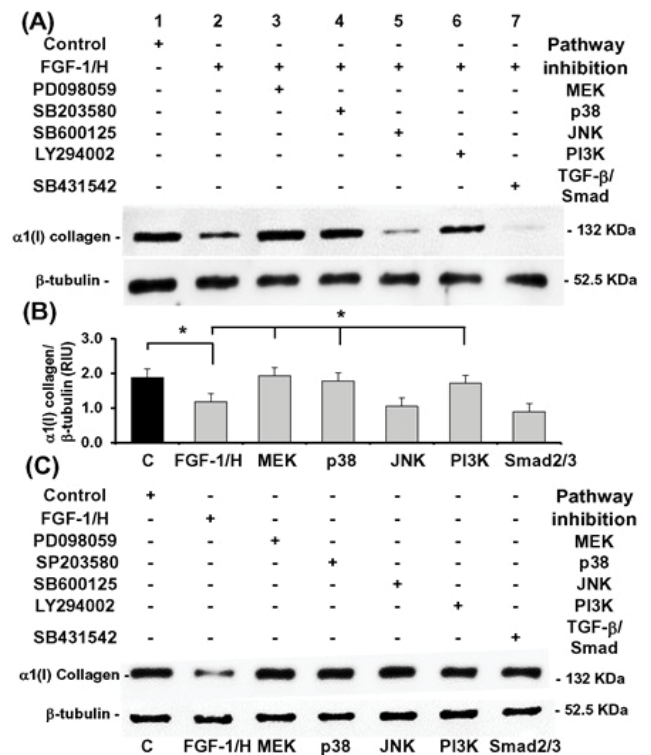 (A) 1 2 3 4 5 6 7
Control + - - - - - - Pathway
FGF-1/H - + + + + + + inhibition
PD098059 - - + - - - - MEK
SB203580 - - - + - - - p38
SB600125 - - - - + - - JNK
LY294002 - - - - - + - PI3K
SB431542 - - - - - - + TGF-β/
Smad
α1(I) collagen - - 132 KDa
β-tubulin - - 52.5 KDa
(B)
* *
α1(I) collagen/
β-tubulin (RIU)
3.0
2.0
1.0
0.0
C FGF-1/H MEK p38 JNK PI3K Smad2/3
(C)
Control + - - - - - - Pathway
FGF-1/H - + - - - - - inhibition
PD098059 - - + - - - - MEK
SP203580 - - - + - - - p38
SB600125 - - - - + - - JNK
LY294002 - - - - - + - PI3K
SB431542 - - - - - - + TGF-β/
Smad
α1(I) Collagen - - 132 KDa
β-tubulin - - 52.5 KDa
C FGF-1/H MEK p38 JNK PI3K Smad2/3